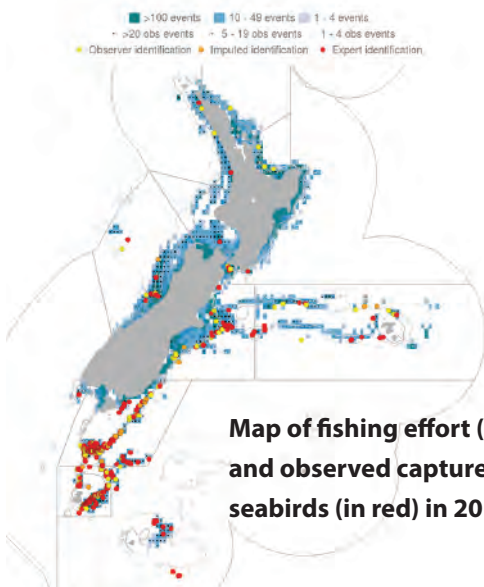 >100 events 10 - 49 events 1 - 4 events
>20 obs events 5 - 19 obs events 1 - 4 obs events
Observer identification Imputed identification Expert identification
Map of fishing effort (
and observed capture
seabirds (in red) in 20